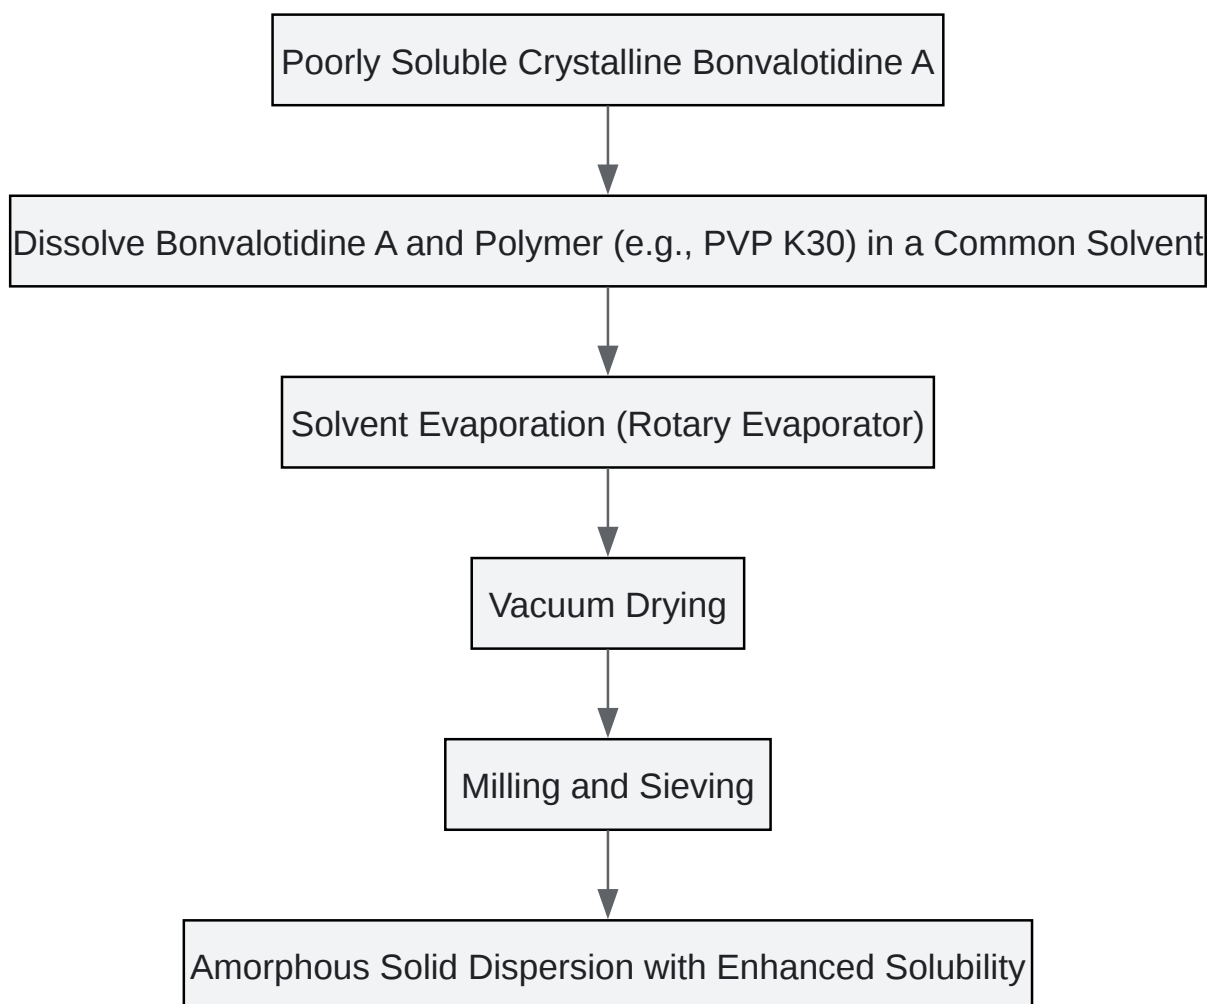 Poorly Soluble Crystalline Bonvalotidine A
Dissolve Bonvalotidine A and Polymer (e.g., PVP K30) in a Common Solvent
Solvent Evaporation (Rotary Evaporator)
Vacuum Drying
Milling and Sieving
Amorphous Solid Dispersion with Enhanced Solubility